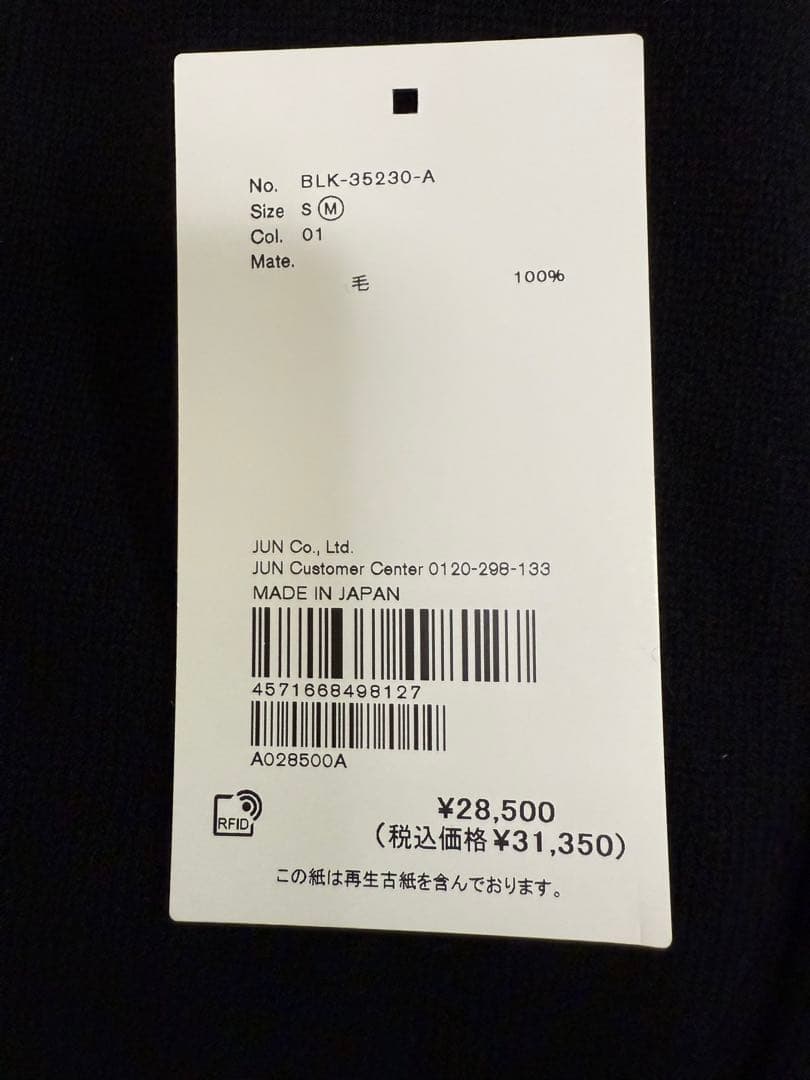 No. BLK-35230-A
Size S Ⓜ
Col. 01
Mate.
毛 100%
JUN Co., Ltd.
JUN Customer Center 0120-298-133
MADE IN JAPAN
4571668498127
A028500A
RFID
¥28,500
(税込価格¥31,350)
この紙は再生古紙を含んでおります。